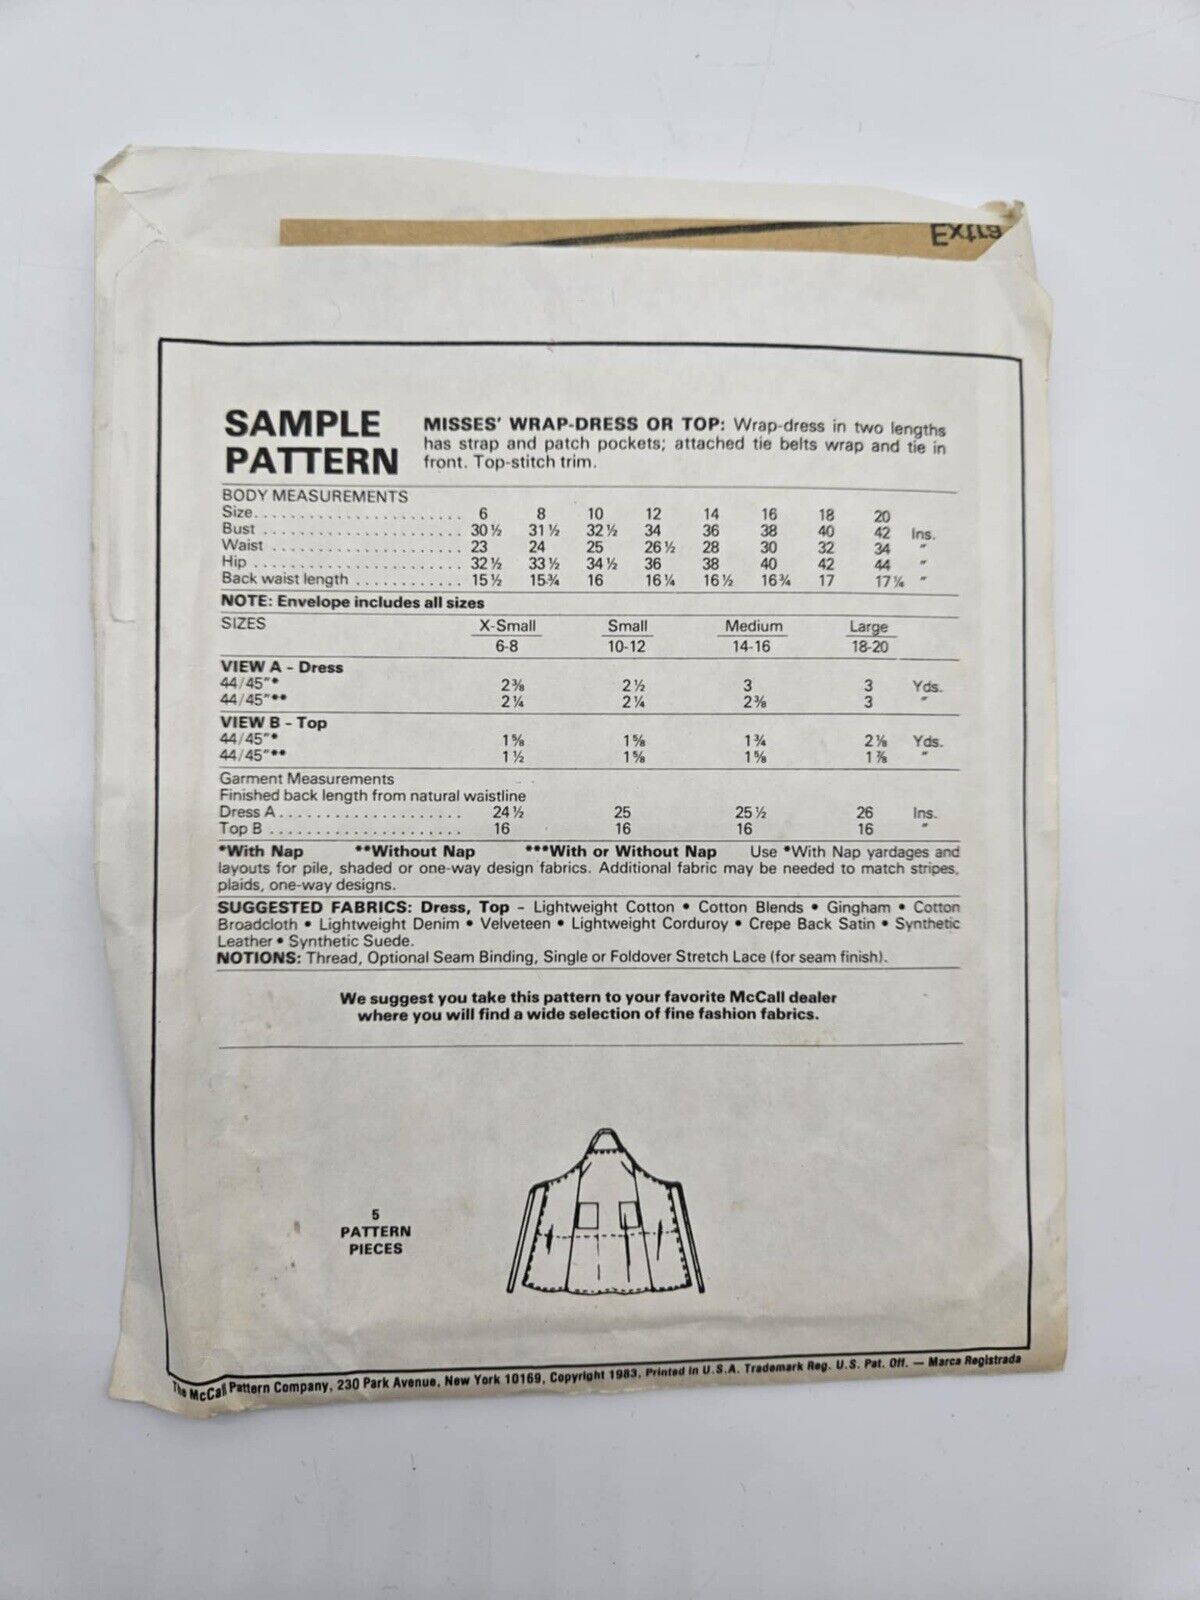 Extra
SAMPLE
PATTERN
MISSES' WRAP-DRESS OR TOP: Wrap-dress in two lengths
has strap and patch pockets; attached tie belts wrap and tie in
front. Top-stitch trim.
BODY MEASUREMENTS
Size........................ 6 8 10 12 14 16 18 20
Bust ....................... 30½ 31½ 32½ 34 36 38 40 42 Ins.
Waist ...................... 23 24 25 26½ 28 30 32 34 "
Hip ........................ 32½ 33½ 34½ 36 38 40 42 44 "
Back waist length ............ 15½ 15¾ 16 16¼ 16½ 16¾ 17 17¼ "
NOTE: Envelope includes all sizes
SIZES X-Small Small Medium Large
6-8 10-12 14-16 18-20
VIEW A - Dress
44/45"* 2⅜ 2½ 3 3 Yds.
44/45"** 2¼ 2¼ 2⅜ 3 "
VIEW B - Top
44/45"* 1⅝ 1⅝ 1¾ 2⅛ Yds.
44/45"** 1½ 1⅝ 1⅝ 1⅞ "
Garment Measurements
Finished back length from natural waistline
Dress A..................... 24½ 25 25½ 26 Ins.
Top B ...................... 16 16 16 16 "
*With Nap **Without Nap ***With or Without Nap Use *With Nap yardages and
layouts for pile, shaded or one-way design fabrics. Additional fabric may be needed to match stripes,
plaids, one-way designs.
SUGGESTED FABRICS: Dress, Top - Lightweight Cotton • Cotton Blends • Gingham • Cotton
Broadcloth • Lightweight Denim • Velveteen • Lightweight Corduroy • Crepe Back Satin • Synthetic
Leather • Synthetic Suede.
NOTIONS: Thread, Optional Seam Binding, Single or Foldover Stretch Lace (for seam finish).
We suggest you take this pattern to your favorite McCall dealer
where you will find a wide selection of fine fashion fabrics.
5
PATTERN
PIECES
The McCall Pattern Company, 230 Park Avenue, New York 10169, Copyright 1983, Printed in U.S.A. Trademark Reg. U.S. Pat. Off. — Marca Registrada